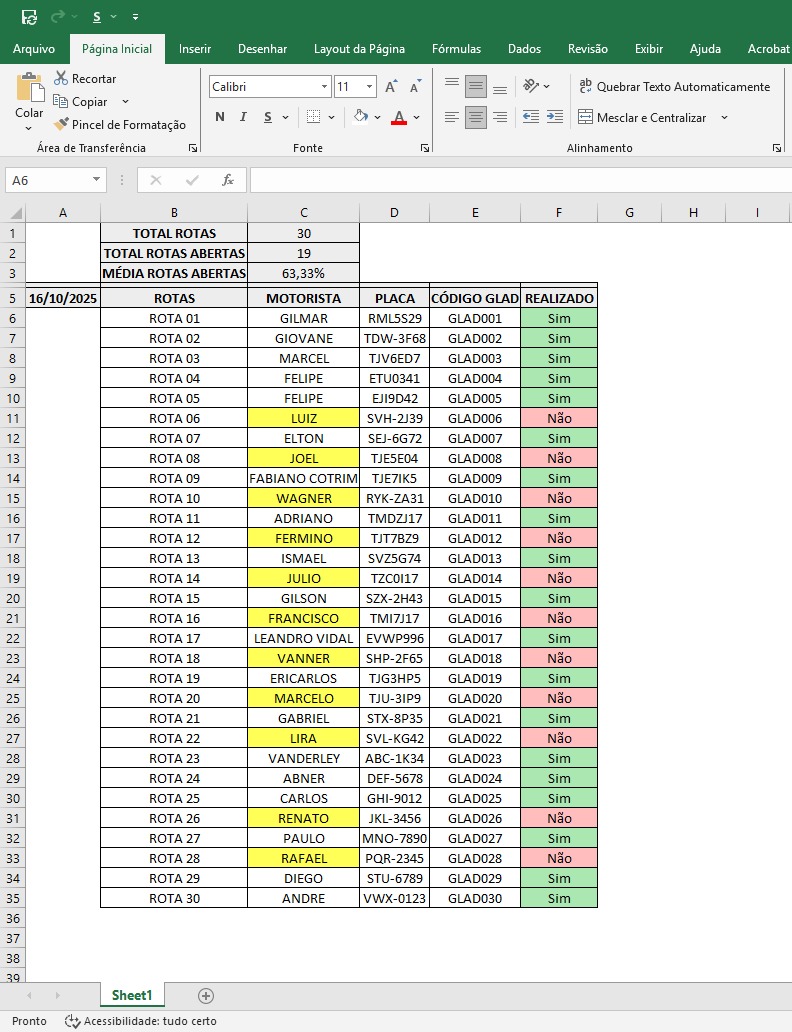 S
Arquivo Página Inicial Inserir Desenhar Layout da Página Fórmulas Dados Revisão Exibir Ajuda Acrobat
Colar
Recortar
Copiar
Pincel de Formatação
Área de Transferência
Calibri 11 A A
N I S A
Fonte
ab Quebrar Texto Automaticamente
Mesclar e Centralizar
Alinhamento
A6 fx
A B C D E F G H I
1 TOTAL ROTAS 30
2 TOTAL ROTAS ABERTAS 19
3 MÉDIA ROTAS ABERTAS 63,33%
5 16/10/2025 ROTAS MOTORISTA PLACA CÓDIGO GLAD REALIZADO
6 ROTA 01 GILMAR RML5S29 GLAD001 Sim
7 ROTA 02 GIOVANE TDW-3F68 GLAD002 Sim
8 ROTA 03 MARCEL TJV6ED7 GLAD003 Sim
9 ROTA 04 FELIPE ETU0341 GLAD004 Sim
10 ROTA 05 FELIPE EJI9D42 GLAD005 Sim
11 ROTA 06 LUIZ SVH-2J39 GLAD006 Não
12 ROTA 07 ELTON SEJ-6G72 GLAD007 Sim
13 ROTA 08 JOEL TJE5E04 GLAD008 Não
14 ROTA 09 FABIANO COTRIM TJE7IK5 GLAD009 Sim
15 ROTA 10 WAGNER RYK-ZA31 GLAD010 Não
16 ROTA 11 ADRIANO TMDZJ17 GLAD011 Sim
17 ROTA 12 FERMINO TJT7BZ9 GLAD012 Não
18 ROTA 13 ISMAEL SVZ5G74 GLAD013 Sim
19 ROTA 14 JULIO TZC0I17 GLAD014 Não
20 ROTA 15 GILSON SZX-2H43 GLAD015 Sim
21 ROTA 16 FRANCISCO TMI7J17 GLAD016 Não
22 ROTA 17 LEANDRO VIDAL EVWP996 GLAD017 Sim
23 ROTA 18 VANNER SHP-2F65 GLAD018 Não
24 ROTA 19 ERICARLOS TJG3HP5 GLAD019 Sim
25 ROTA 20 MARCELO TJU-3IP9 GLAD020 Não
26 ROTA 21 GABRIEL STX-8P35 GLAD021 Sim
27 ROTA 22 LIRA SVL-KG42 GLAD022 Não
28 ROTA 23 VANDERLEY ABC-1K34 GLAD023 Sim
29 ROTA 24 ABNER DEF-5678 GLAD024 Sim
30 ROTA 25 CARLOS GHI-9012 GLAD025 Sim
31 ROTA 26 RENATO JKL-3456 GLAD026 Não
32 ROTA 27 PAULO MNO-7890 GLAD027 Sim
33 ROTA 28 RAFAEL PQR-2345 GLAD028 Não
34 ROTA 29 DIEGO STU-6789 GLAD029 Sim
35 ROTA 30 ANDRE VWX-0123 GLAD030 Sim
36
37
38
39
Sheet1
Pronto Acessibilidade: tudo certo